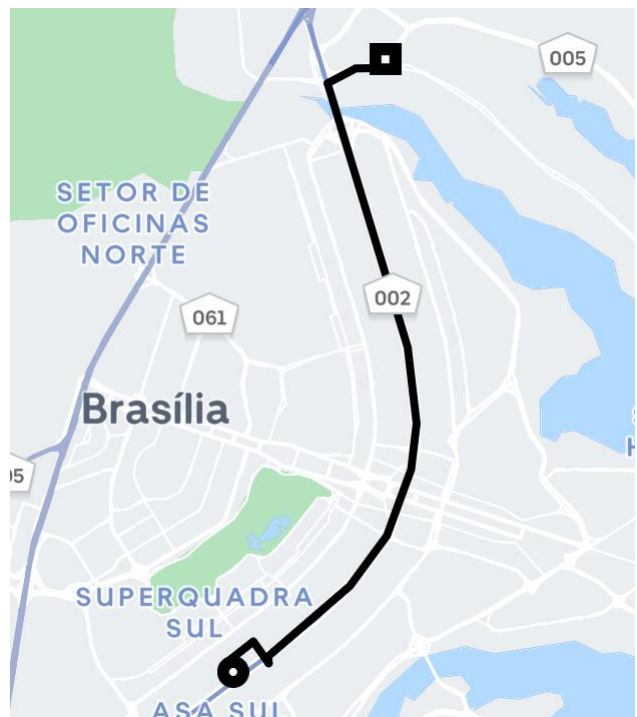 005
SETOR DE
OFICINAS
NORTE
002
061
Brasília
SUPERQUADRA
SUL
ASA SUL